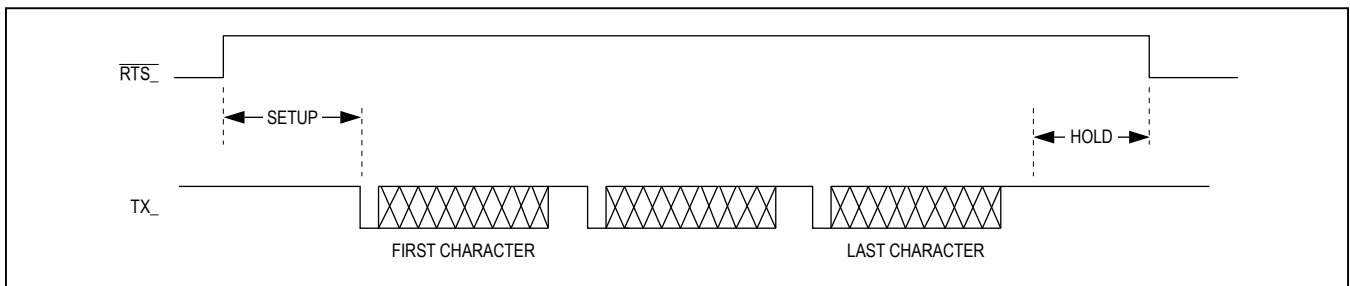 RTS_
SETUP
HOLD
TX_
FIRST CHARACTER
LAST CHARACTER